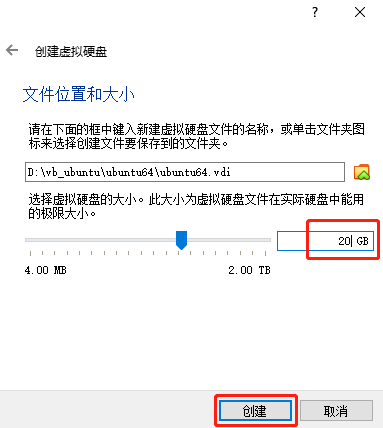 ?
创建虚拟硬盘
文件位置和大小
请在下面的框中键入新建虚拟硬盘文件的名称，或单击文件夹图
标来选择创建文件要保存到的文件夹。
D:\vb_ubuntu\ubuntu64\ubuntu64.vdi
选择虚拟硬盘的大小。此大小为虚拟硬盘文件在实际硬盘中能用
的极限大小。
20 GB
4.00 MB 2.00 TB
创建 取消